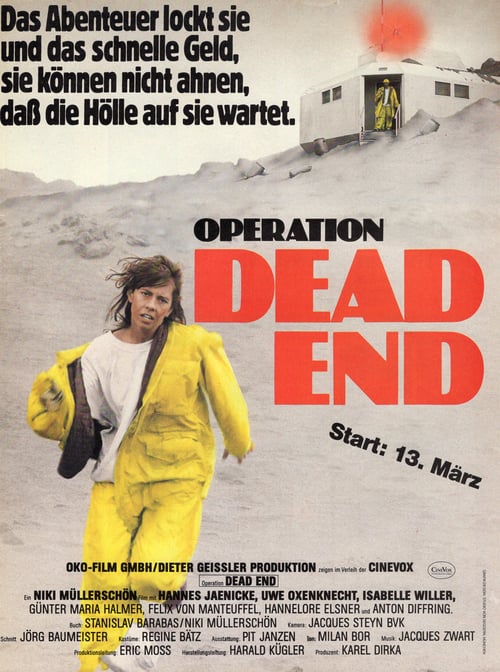 Das Abenteuer lockt sie
und das schnelle Geld,
sie können nicht ahnen,
daß die Hölle auf sie wartet.
OPERATION
DEAD
END
Start: 13. März
OKO-FILM GMBH/DIETER GEISSLER PRODUKTION zeigen im Verleih der CINEVOX
CineVox
Operation DEAD END
Ein NIKI MÜLLERSCHÖN Film mit HANNES JAENICKE, UWE OXENKNECHT, ISABELLE WILLER,
GÜNTER MARIA HALMER, FELIX VON MANTEUFFEL, HANNELORE ELSNER und ANTON DIFFRING.
Buch: STANISLAV BARABAS/NIKI MÜLLERSCHÖN Kamera: JACQUES STEYN BVK
Schnitt JÖRG BAUMEISTER Kostüme: REGINE BÄTZ Ausstattung: PIT JANZEN Ton: MILAN BOR Musik: JACQUES ZWART
Produktionsleitung: ERIC MOSS Herstellungsleitung: HARALD KÜGLER Produzent: KAREL DIRKA